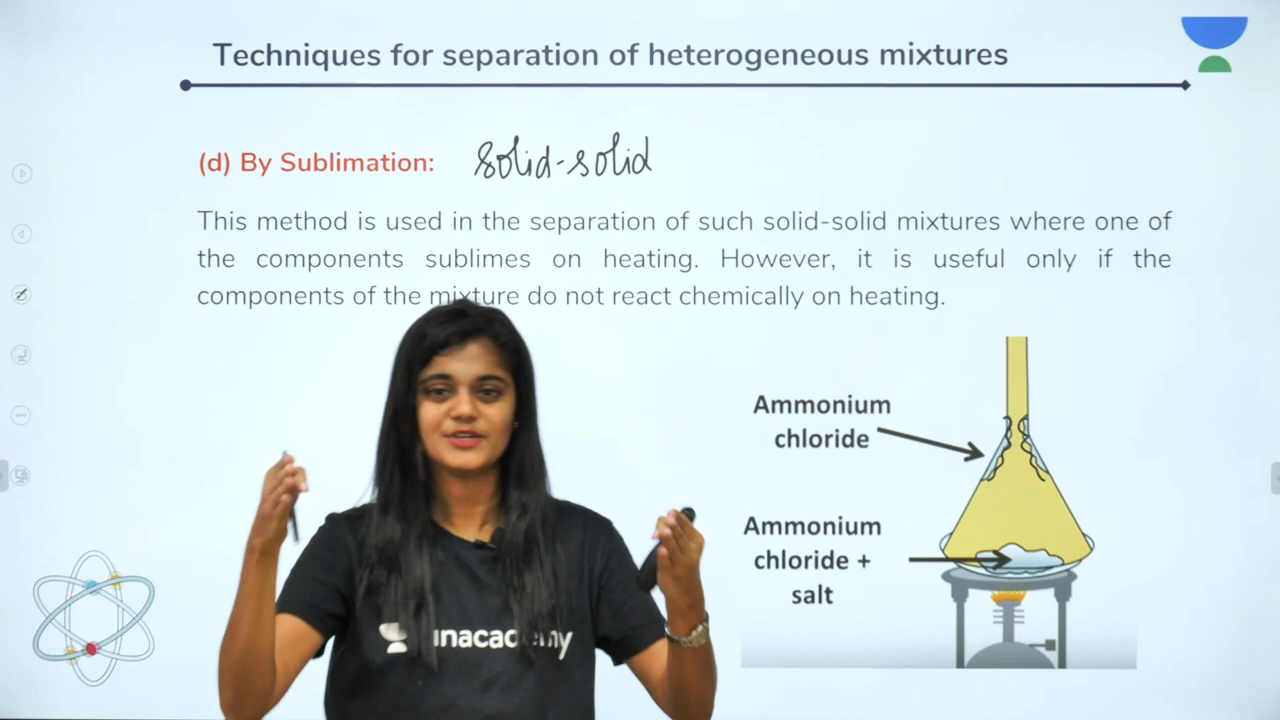 Techniques for separation of heterogeneous mixtures
(d) By Sublimation: solid-solid
This method is used in the separation of such solid-solid mixtures where one of
the components sublimes on heating. However, it is useful only if the
components of the mixture do not react chemically on heating.
Ammonium
chloride
Ammonium
chloride +
salt
unacademy